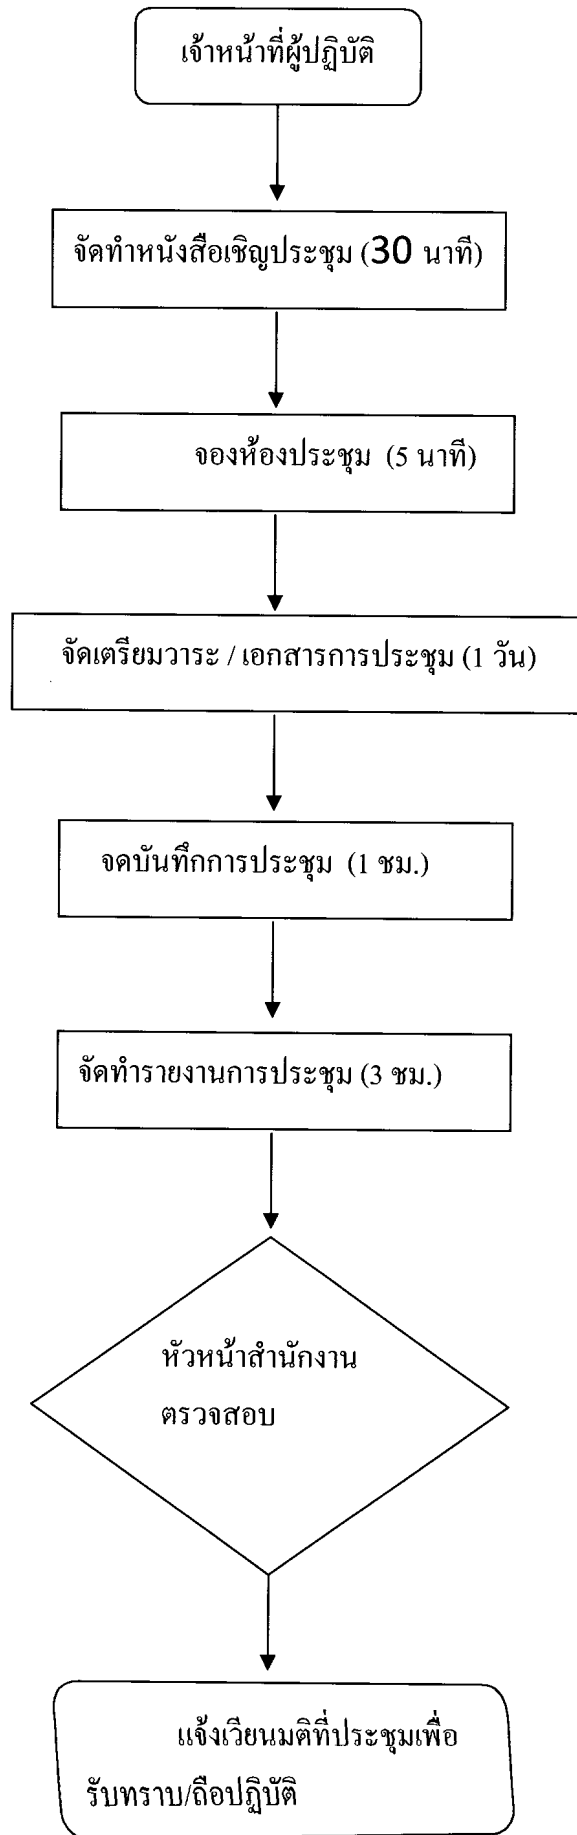 เจ้าหน้าที่ผู้ปฏิบัติ
จัดทำหนังสือเชิญประชุม (30 นาที)
จองห้องประชุม (5 นาที)
จัดเตรียมวาระ / เอกสารการประชุม (1 วัน)
จดบันทึกการประชุม (1 ชม.)
จัดทำรายงานการประชุม (3 ชม.)
หัวหน้าสำนักงาน
ตรวจสอบ
แจ้งเวียนมติที่ประชุมเพื่อ
รับทราบ/ถือปฏิบัติ